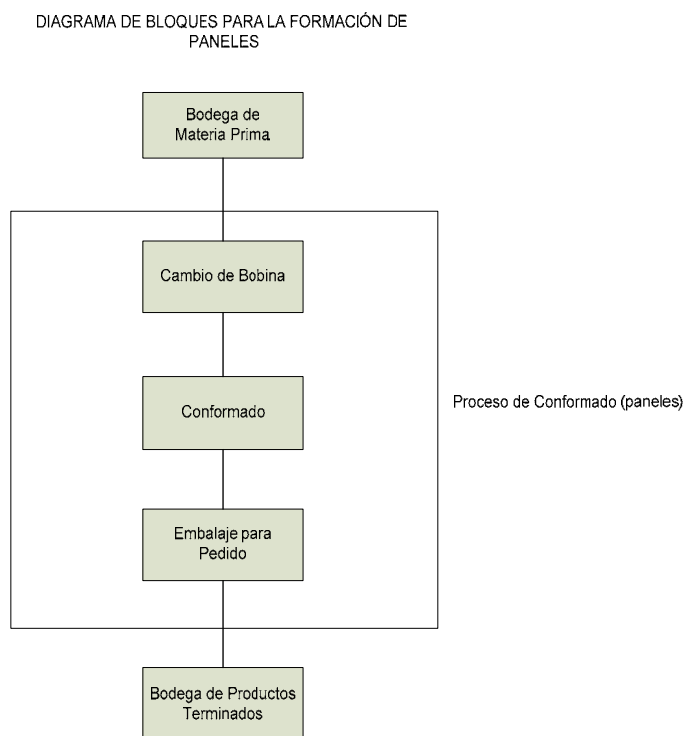 DIAGRAMA DE BLOQUES PARA LA FORMACIÓN DE
PANELES
Bodega de
Materia Prima
Cambio de Bobina
Conformado
Proceso de Conformado (paneles)
Embalaje para
Pedido
Bodega de Productos
Terminados